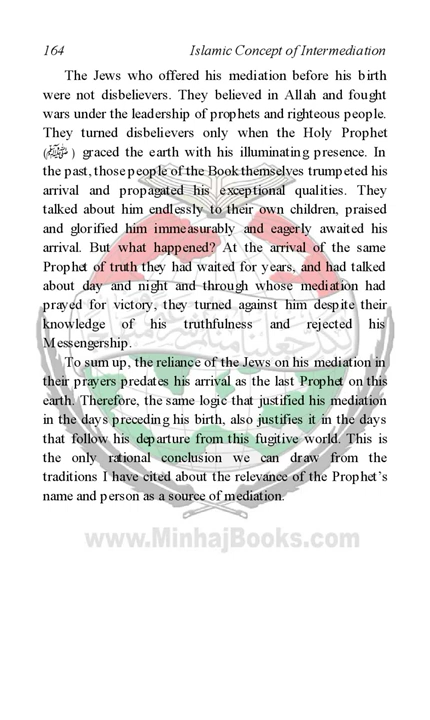 164 Islamic Concept of Intermediation
The Jews who offered his mediation before his birth
were not disbelievers. They believed in Allah and fought
wars under the leadership of prophets and righteous people.
They turned disbelievers only when the Holy Prophet
(ﷺ) graced the earth with his illuminating presence. In
the past, those people of the Book themselves trumpeted his
arrival and propagated his exceptional qualities. They
talked about him endlessly to their own children, praised
and glorified him immeasurably and eagerly awaited his
arrival. But what happened? At the arrival of the same
Prophet of truth they had waited for years, and had talked
about day and night and through whose mediation had
prayed for victory, they turned against him despite their
knowledge of his truthfulness and rejected his
Messengership.
To sum up, the reliance of the Jews on his mediation in
their prayers predates his arrival as the last Prophet on this
earth. Therefore, the same logic that justified his mediation
in the days preceding his birth, also justifies it in the days
that follow his departure from this fugitive world. This is
the only rational conclusion we can draw from the
traditions I have cited about the relevance of the Prophet's
name and person as a source of mediation.
www.MinhajBooks.com